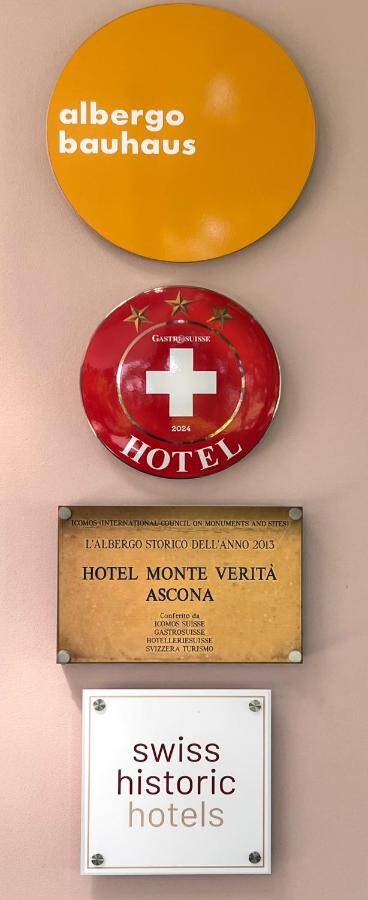 albergo
bauhaus
GASTROSUISSE
2024
HOTEL
ICOMOS (INTERNATIONAL COUNCIL ON MONUMENTS AND SITES)
L'ALBERGO STORICO DELL'ANNO 2013
HOTEL MONTE VERITÀ
ASCONA
Conferito da
ICOMOS SUISSE
GASTROSUISSE
HOTELLERIESUISSE
SVIZZERA TURISMO
swiss
historic
hotels